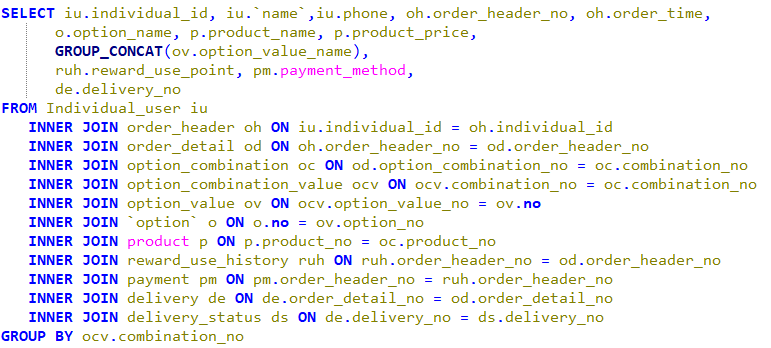 SELECT iu.individual_id, iu.`name`,iu.phone, oh.order_header_no, oh.order_time,
o.option_name, p.product_name, p.product_price,
GROUP_CONCAT(ov.option_value_name),
ruh.reward_use_point, pm.payment_method,
de.delivery_no
FROM Individual_user iu
INNER JOIN order_header oh ON iu.individual_id = oh.individual_id
INNER JOIN order_detail od ON oh.order_header_no = od.order_header_no
INNER JOIN option_combination oc ON od.option_combination_no = oc.combination_no
INNER JOIN option_combination_value ocv ON ocv.combination_no = oc.combination_no
INNER JOIN option_value ov ON ocv.option_value_no = ov.no
INNER JOIN `option` o ON o.no = ov.option_no
INNER JOIN product p ON p.product_no = oc.product_no
INNER JOIN reward_use_history ruh ON ruh.order_header_no = od.order_header_no
INNER JOIN payment pm ON pm.order_header_no = ruh.order_header_no
INNER JOIN delivery de ON de.order_detail_no = od.order_detail_no
INNER JOIN delivery_status ds ON de.delivery_no = ds.delivery_no
GROUP BY ocv.combination_no